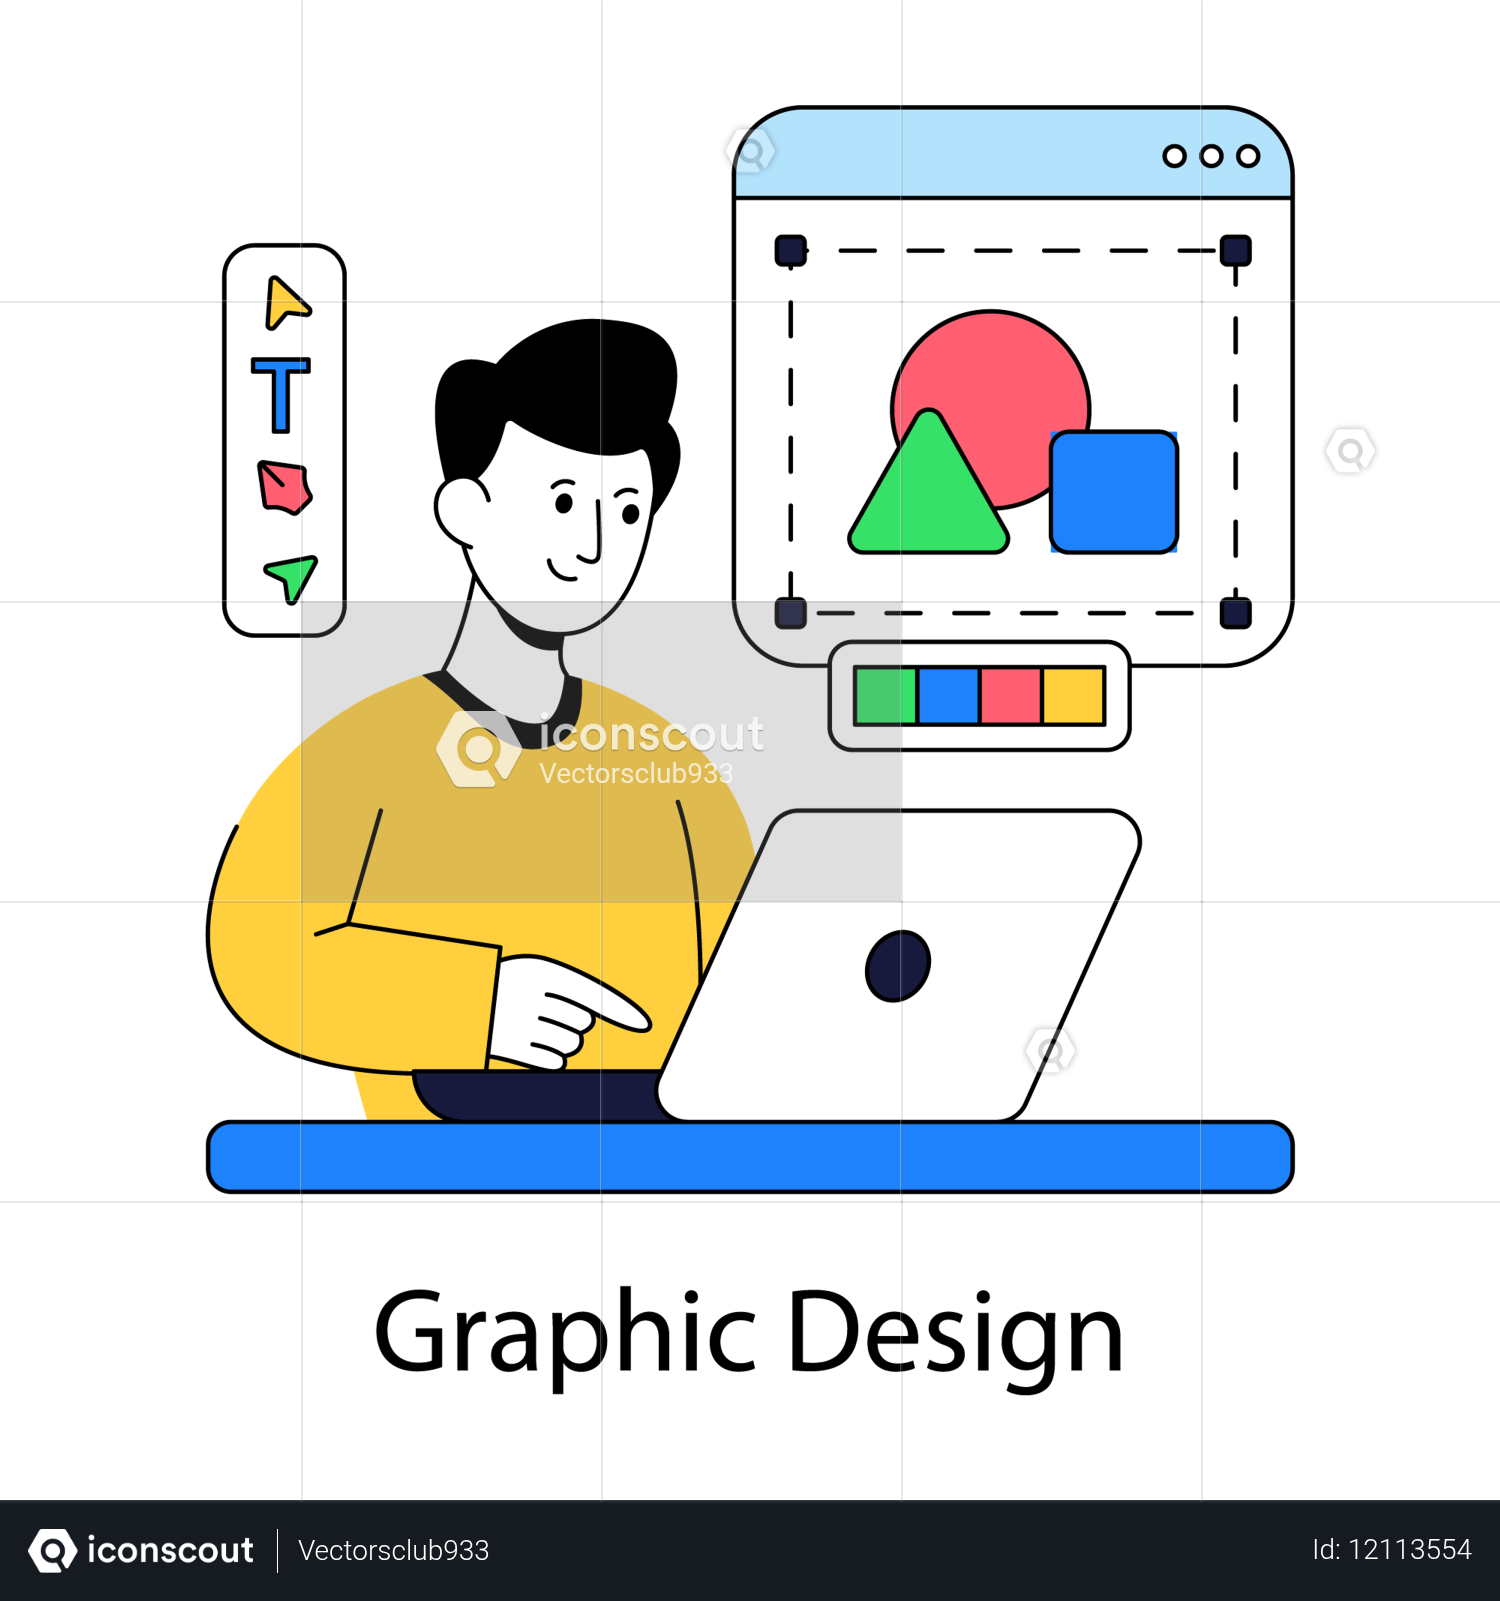 T
iconscout
Vectorsclub933
Graphic Design
iconscout
Vectorsclub933
Id: 12113554